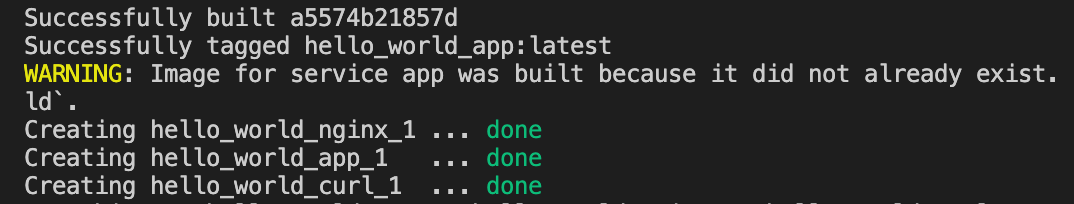 Successfully built a5574b21857d
Successfully tagged hello_world_app:latest
WARNING: Image for service app was built because it did not already exist.
ld`.
Creating hello_world_nginx_1 ... done
Creating hello_world_app_1   ... done
Creating hello_world_curl_1  ... done